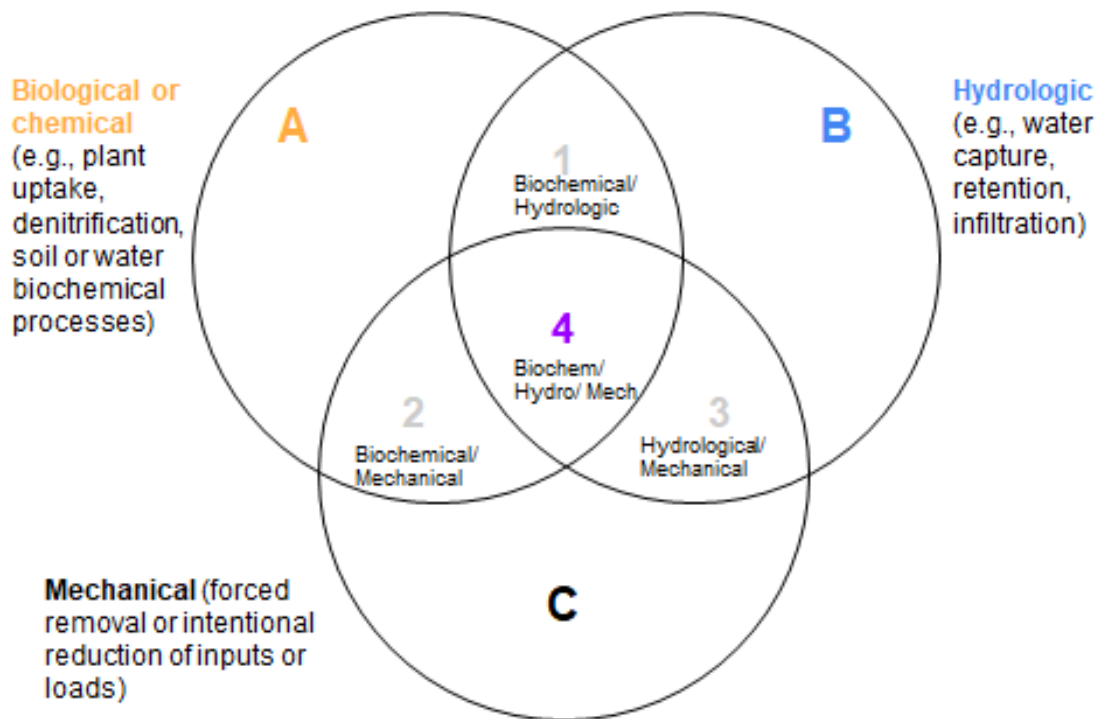 Biological or
chemical
(e.g., plant
uptake,
denitrification,
soil or water
biochemical
processes)
A
B
Hydrologic
(e.g., water
capture,
retention,
infiltration)
1
Biochemical/
Hydrologic
4
Biochem/
Hydro/ Mech
2
Biochemical/
Mechanical
3
Hydrological/
Mechanical
Mechanical (forced
removal or intentional
reduction of inputs or
loads)
C